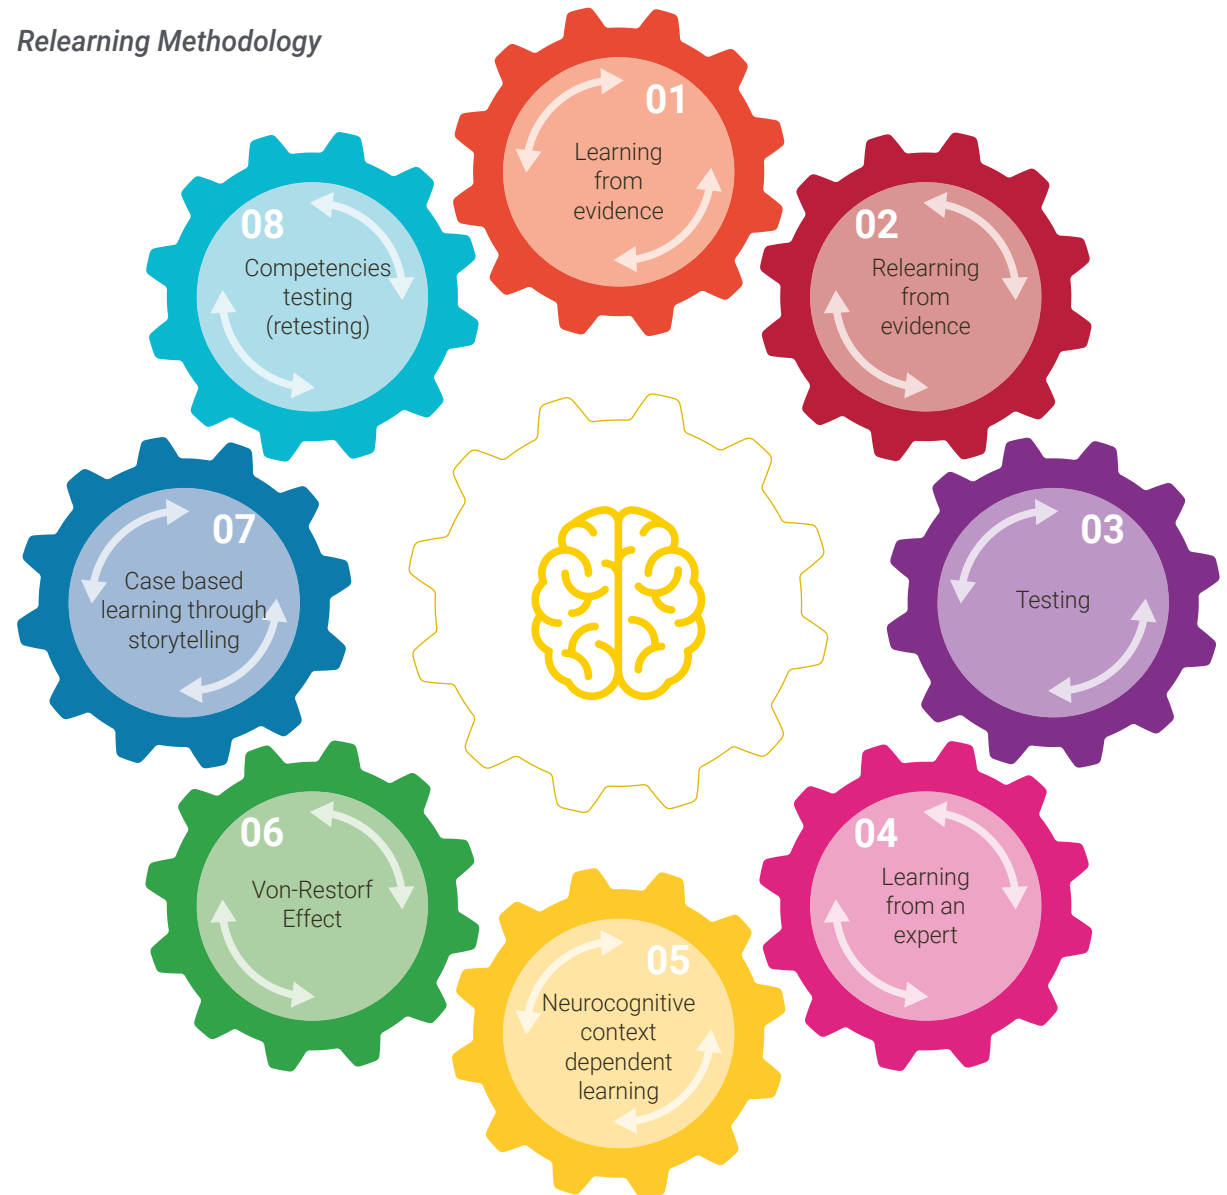 Relearning Methodology
01
Learning
from
evidence
02
Relearning
from
evidence
03
Testing
04
Learning
from an
expert
05
Neurocognitive
context
dependent
learning
06
Von-Restorf
Effect
07
Case based
learning through
storytelling
08
Competencies
testing
(retesting)